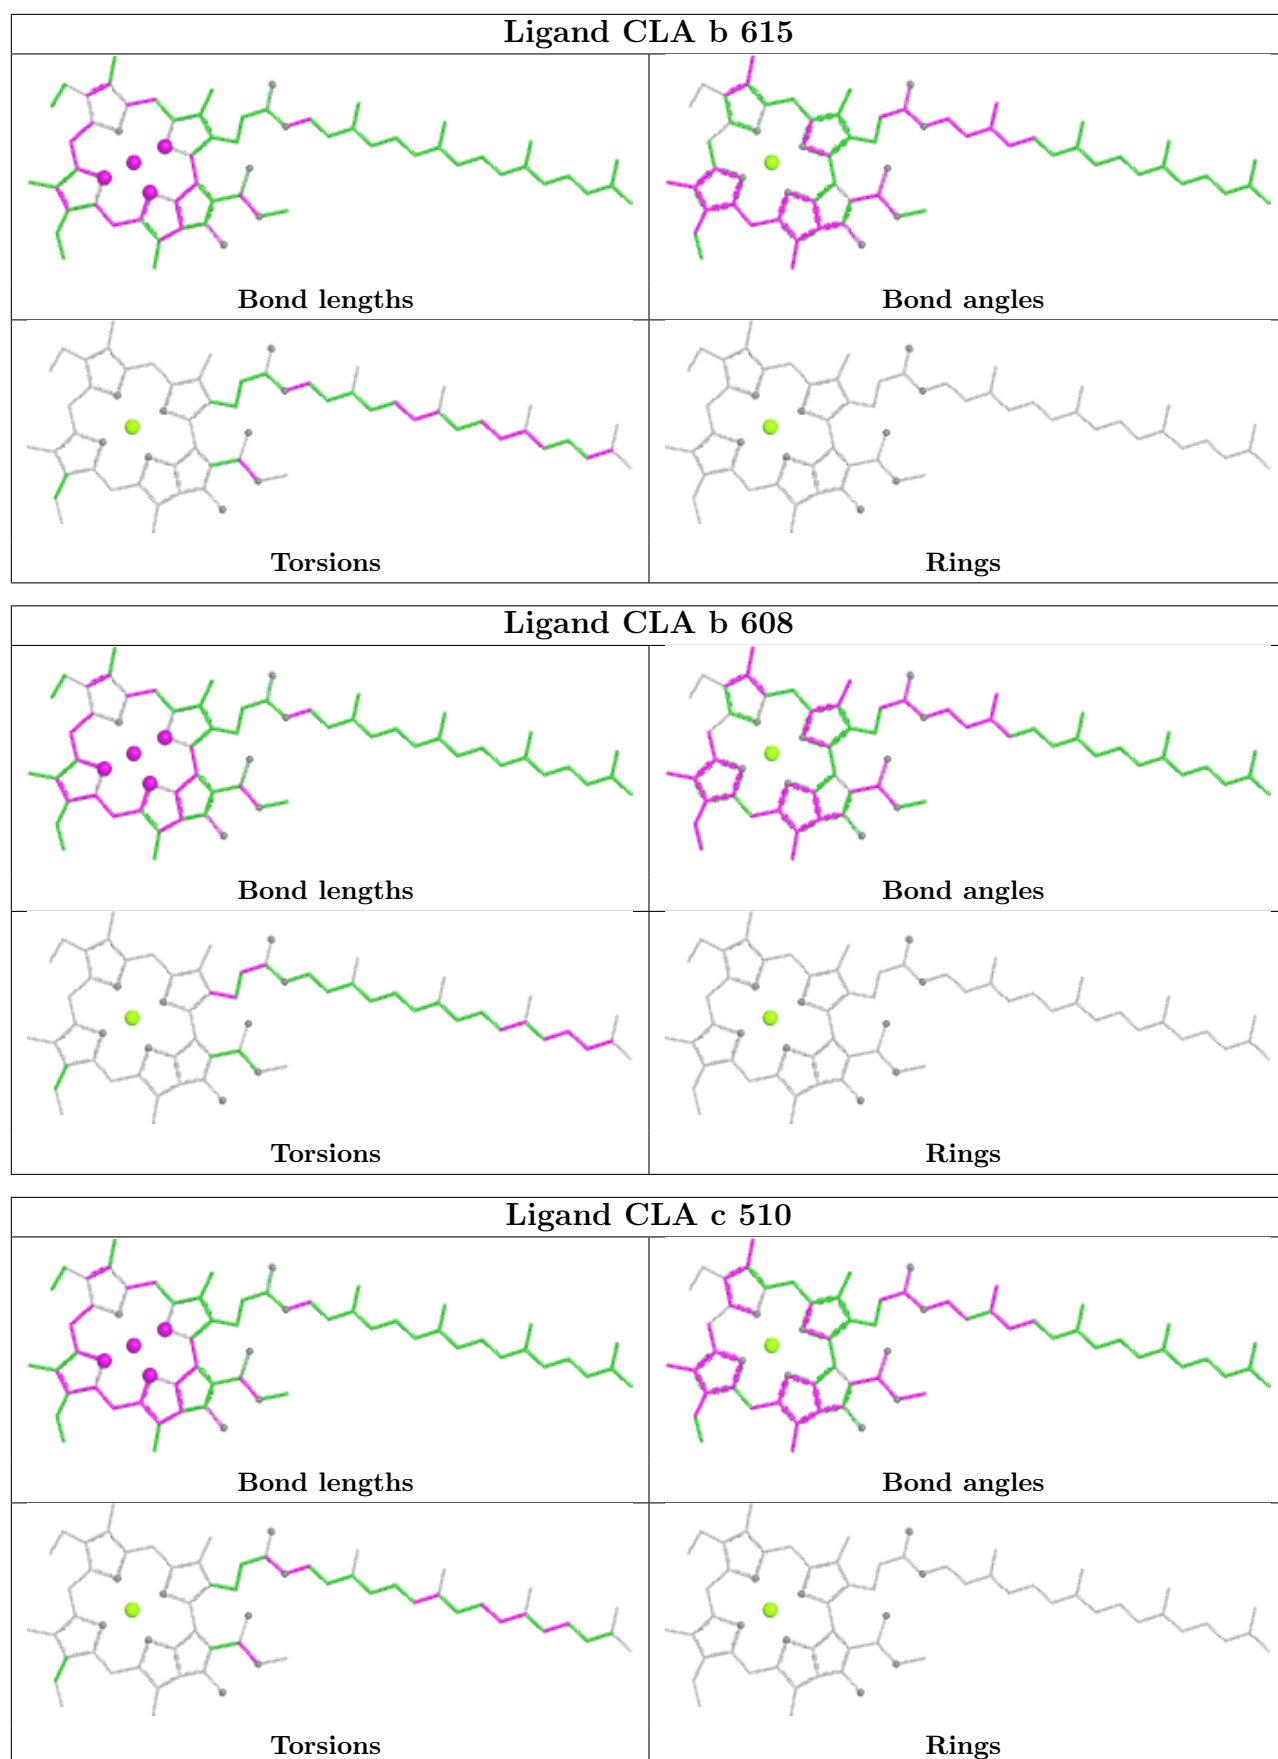 Ligand CLA b 615
Bond lengths
Bond angles
Torsions
Rings
Ligand CLA b 608
Bond lengths
Bond angles
Torsions
Rings
Ligand CLA c 510
Bond lengths
Bond angles
Torsions
Rings